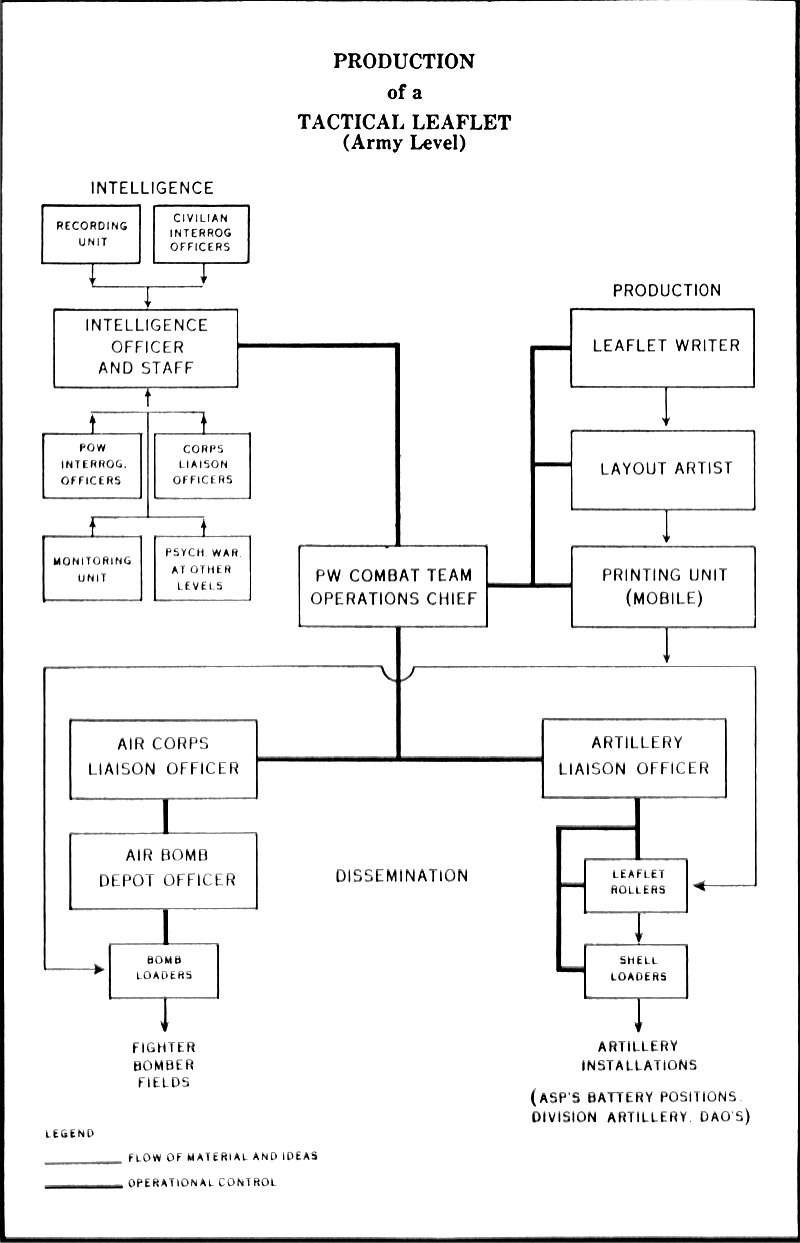 PRODUCTION
of a
TACTICAL LEAFLET
(Army Level)
INTELLIGENCE
RECORDING
UNIT
CIVILIAN
INTERROG
OFFICERS
INTELLIGENCE
OFFICER
AND STAFF
POW
INTERROG.
OFFICERS
CORPS
LIAISON
OFFICERS
MONITORING
UNIT
PSYCH. WAR.
AT OTHER
LEVELS
PRODUCTION
LEAFLET WRITER
LAYOUT ARTIST
PW COMBAT TEAM
OPERATIONS CHIEF
PRINTING UNIT
(MOBILE)
AIR CORPS
LIAISON OFFICER
ARTILLERY
LIAISON OFFICER
AIR BOMB
DEPOT OFFICER
DISSEMINATION
LEAFLET
ROLLERS
BOMB
LOADERS
SHELL
LOADERS
FIGHTER
BOMBER
FIELDS
ARTILLERY
INSTALLATIONS
(ASP'S BATTERY POSITIONS.
DIVISION ARTILLERY. DAO'S)
LEGEND
FLOW OF MATERIAL AND IDEAS
OPERATIONAL CONTROL